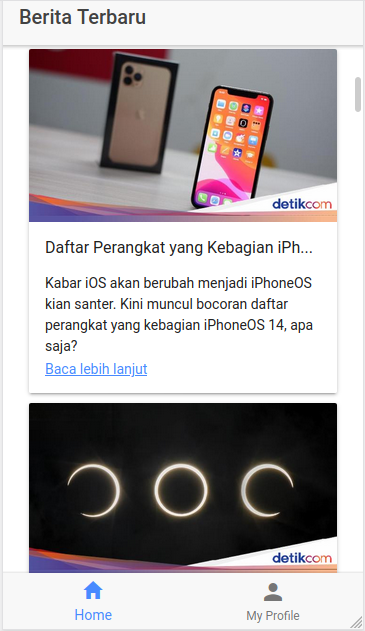 Berita Terbaru
detikcom
Daftar Perangkat yang Kebagian iPh...
Kabar iOS akan berubah menjadi iPhoneOS
kian santer. Kini muncul bocoran daftar
perangkat yang kebagian iPhoneOS 14, apa
saja?
Baca lebih lanjut
detikcom
Home
My Profile